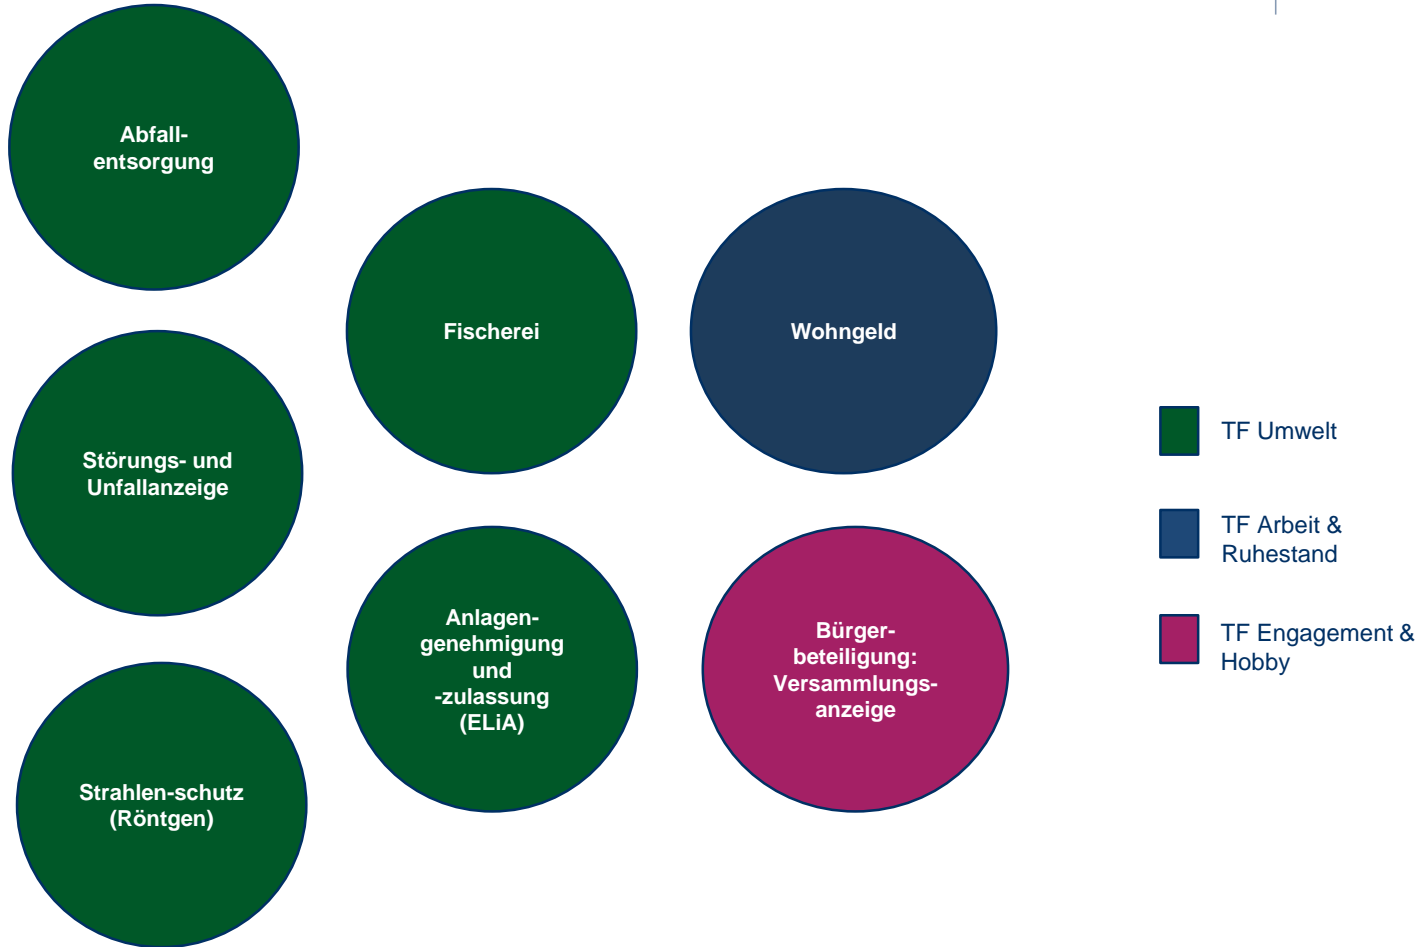 Abfall-
entsorgung
Störungs- und
Unfallanzeige
Strahlen-schutz
(Röntgen)
Fischerei
Anlagen-
genehmigung
und
-zulassung
(ELiA)
Wohngeld
Bürger-
beteiligung:
Versammlungs-
anzeige
TF Umwelt
TF Arbeit &
Ruhestand
TF Engagement &
Hobby